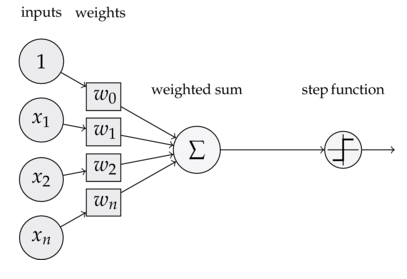 inputs weights
weighted sum
step function
1
w0
x1
w1
Σ
x2
w2
wn
xn